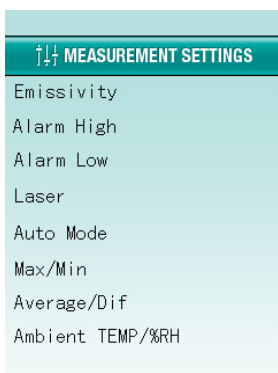 MEASUREMENT SETTINGS
Emissivity
Alarm High
Alarm Low
Laser
Auto Mode
Max/Min
Average/Dif
Ambient TEMP/%RH